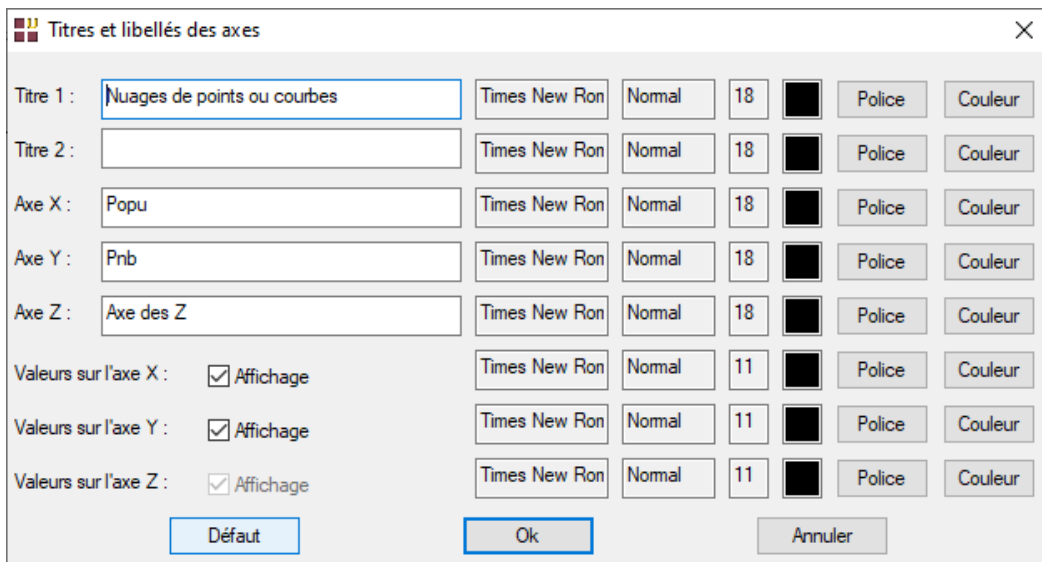 Titres et libellés des axes
Titre 1 : Nuages de points ou courbes Times New Ron Normal 18 Police Couleur
Titre 2 : Times New Ron Normal 18 Police Couleur
Axe X : Popu Times New Ron Normal 18 Police Couleur
Axe Y : Pnb Times New Ron Normal 18 Police Couleur
Axe Z : Axe des Z Times New Ron Normal 18 Police Couleur
Valeurs sur l'axe X : Affichage Times New Ron Normal 11 Police Couleur
Valeurs sur l'axe Y : Affichage Times New Ron Normal 11 Police Couleur
Valeurs sur l'axe Z : Affichage Times New Ron Normal 11 Police Couleur
Défaut Ok Annuler